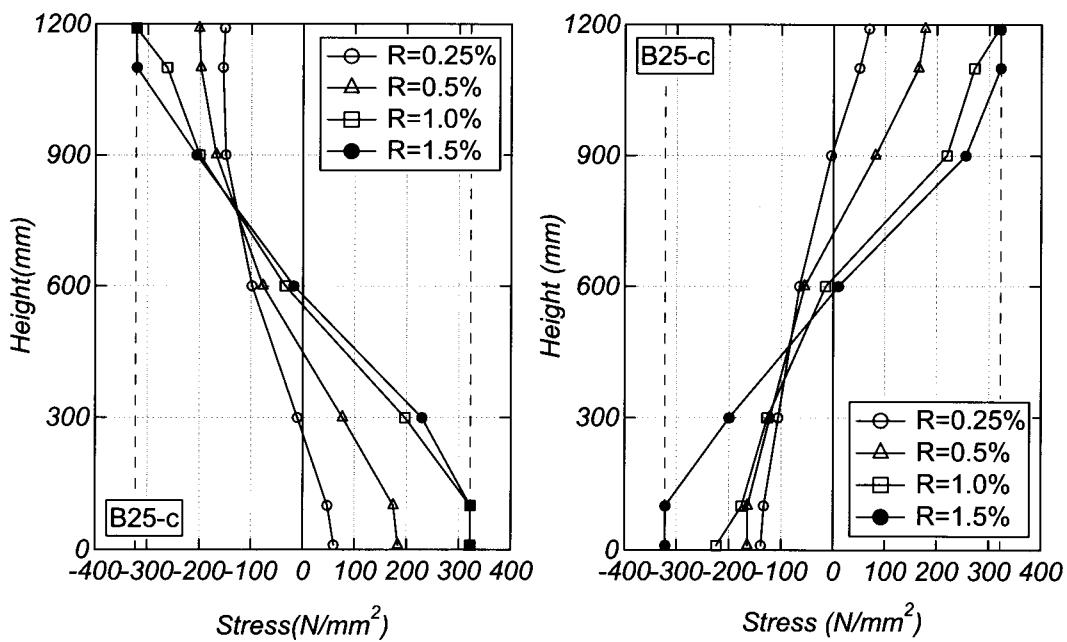 1200
900
600
300
0
Height(mm)
B25-c
R=0.25%
R=0.5%
R=1.0%
R=1.5%
-400 -300 -200 -100 0 100 200 300 400
Stress(N/mm²)
1200
900
600
300
0
Height (mm)
B25-c
R=0.25%
R=0.5%
R=1.0%
R=1.5%
-400 -300 -200 -100 0 100 200 300 400
Stress (N/mm²)